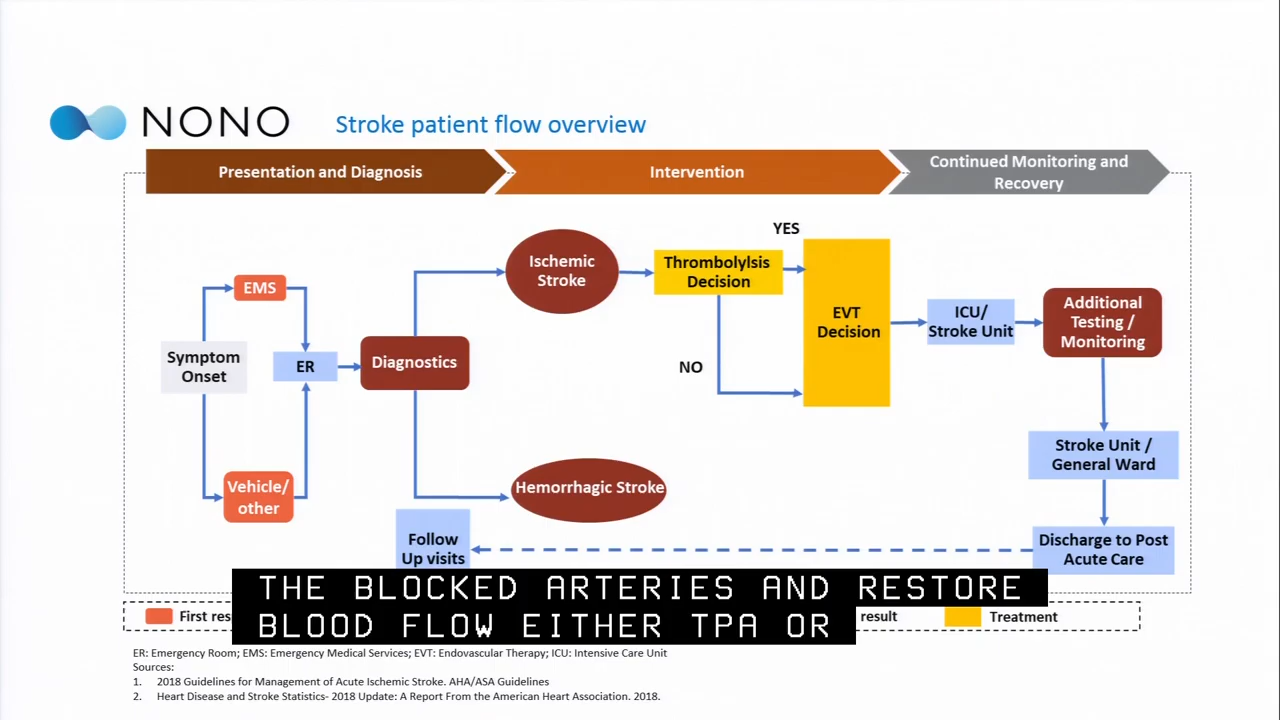 NONO
Stroke patient flow overview
Presentation and Diagnosis
Intervention
Continued Monitoring and
Recovery
YES
Ischemic
Stroke
Thrombolylsis
Decision
EMS
EVT
Decision
ICU/
Stroke Unit
Additional
Testing /
Monitoring
Symptom
Onset
ER
Diagnostics
NO
Stroke Unit /
General Ward
Vehicle/
other
Hemorrhagic Stroke
Follow
Up visits
Discharge to Post
Acute Care
THE BLOCKED ARTERIES AND RESTORE
BLOOD FLOW EITHER TPA OR
First
result
Treatment
ER: Emergency Room; EMS: Emergency Medical Services; EVT: Endovascular Therapy; ICU: Intensive Care Unit
Sources:
1. 2018 Guidelines for Management of Acute Ischemic Stroke. AHA/ASA Guidelines
2. Heart Disease and Stroke Statistics- 2018 Update: A Report From the American Heart Association. 2018.